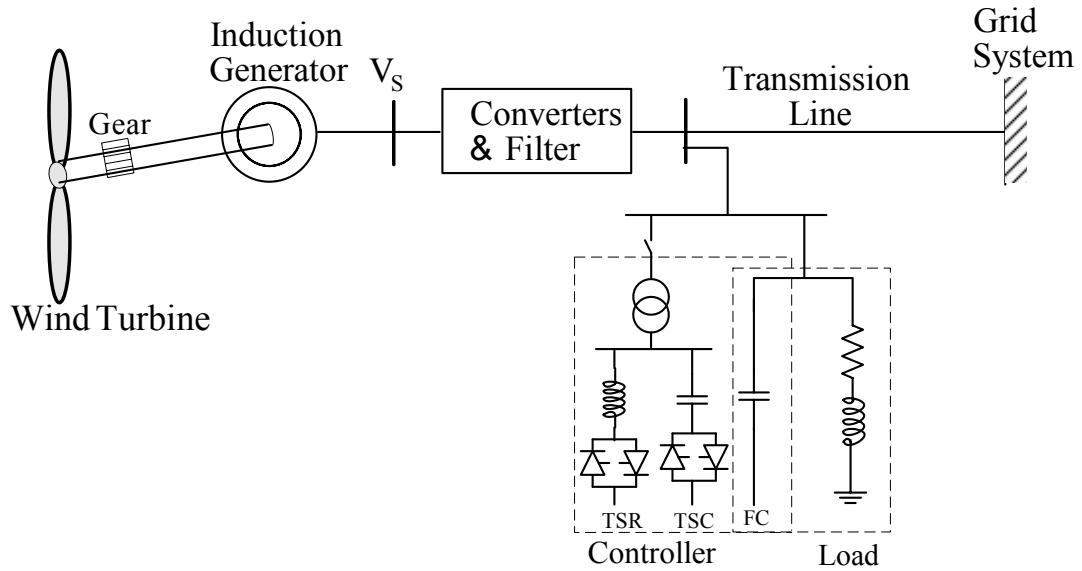 Induction
Generator
Grid
System
V_S
Transmission
Line
Gear
Converters
& Filter
Wind Turbine
TSR
TSC
FC
Controller
Load